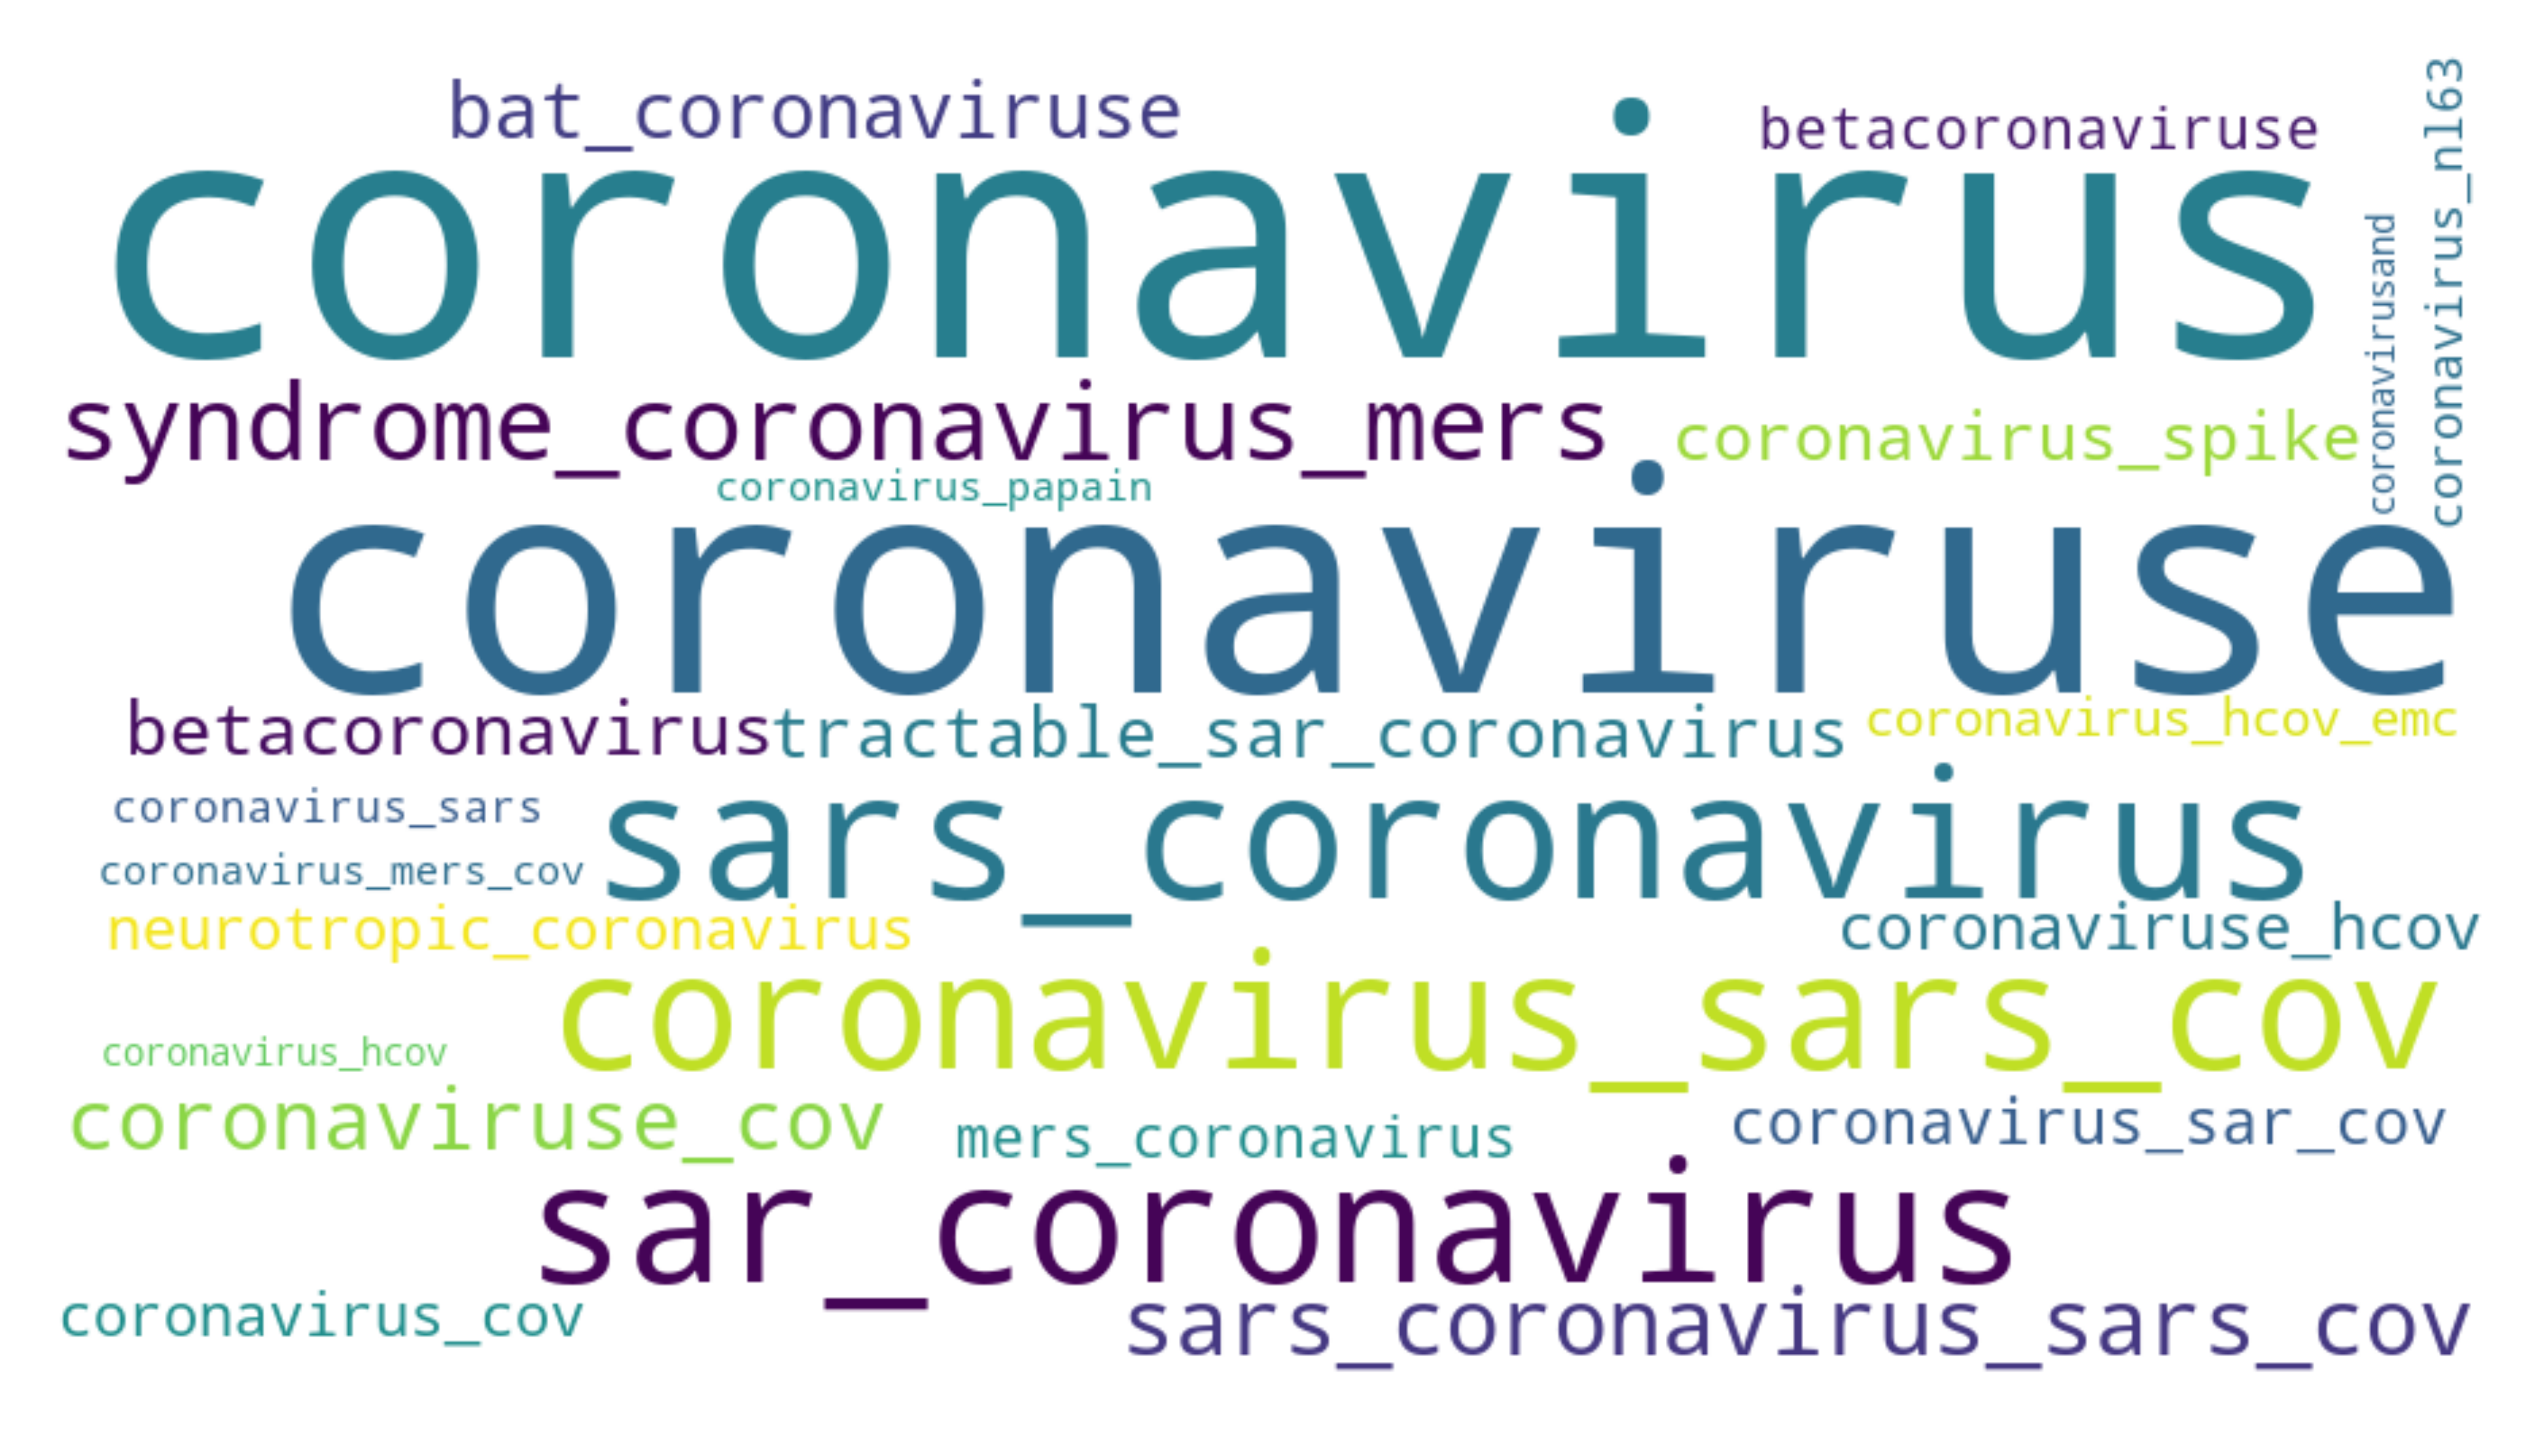 bat_coronaviruse
betacoronaviruse
coronavirus_nl63
coronavirus
coronavirusand
syndrome_coronavirus_mers
coronavirus_spike
coronavirus_papain
coronaviruse
betacoronavirus
tractable_sar_coronavirus
coronavirus_hcov_emc
coronavirus_sars
sars_coronavirus
coronavirus_mers_cov
neurotropic_coronavirus
coronaviruse_hcov
coronavirus_sars_cov
coronavirus_hcov
coronaviruse_cov
mers_coronavirus
coronavirus_sar_cov
sar_coronavirus
coronavirus_cov
sars_coronavirus_sars_cov